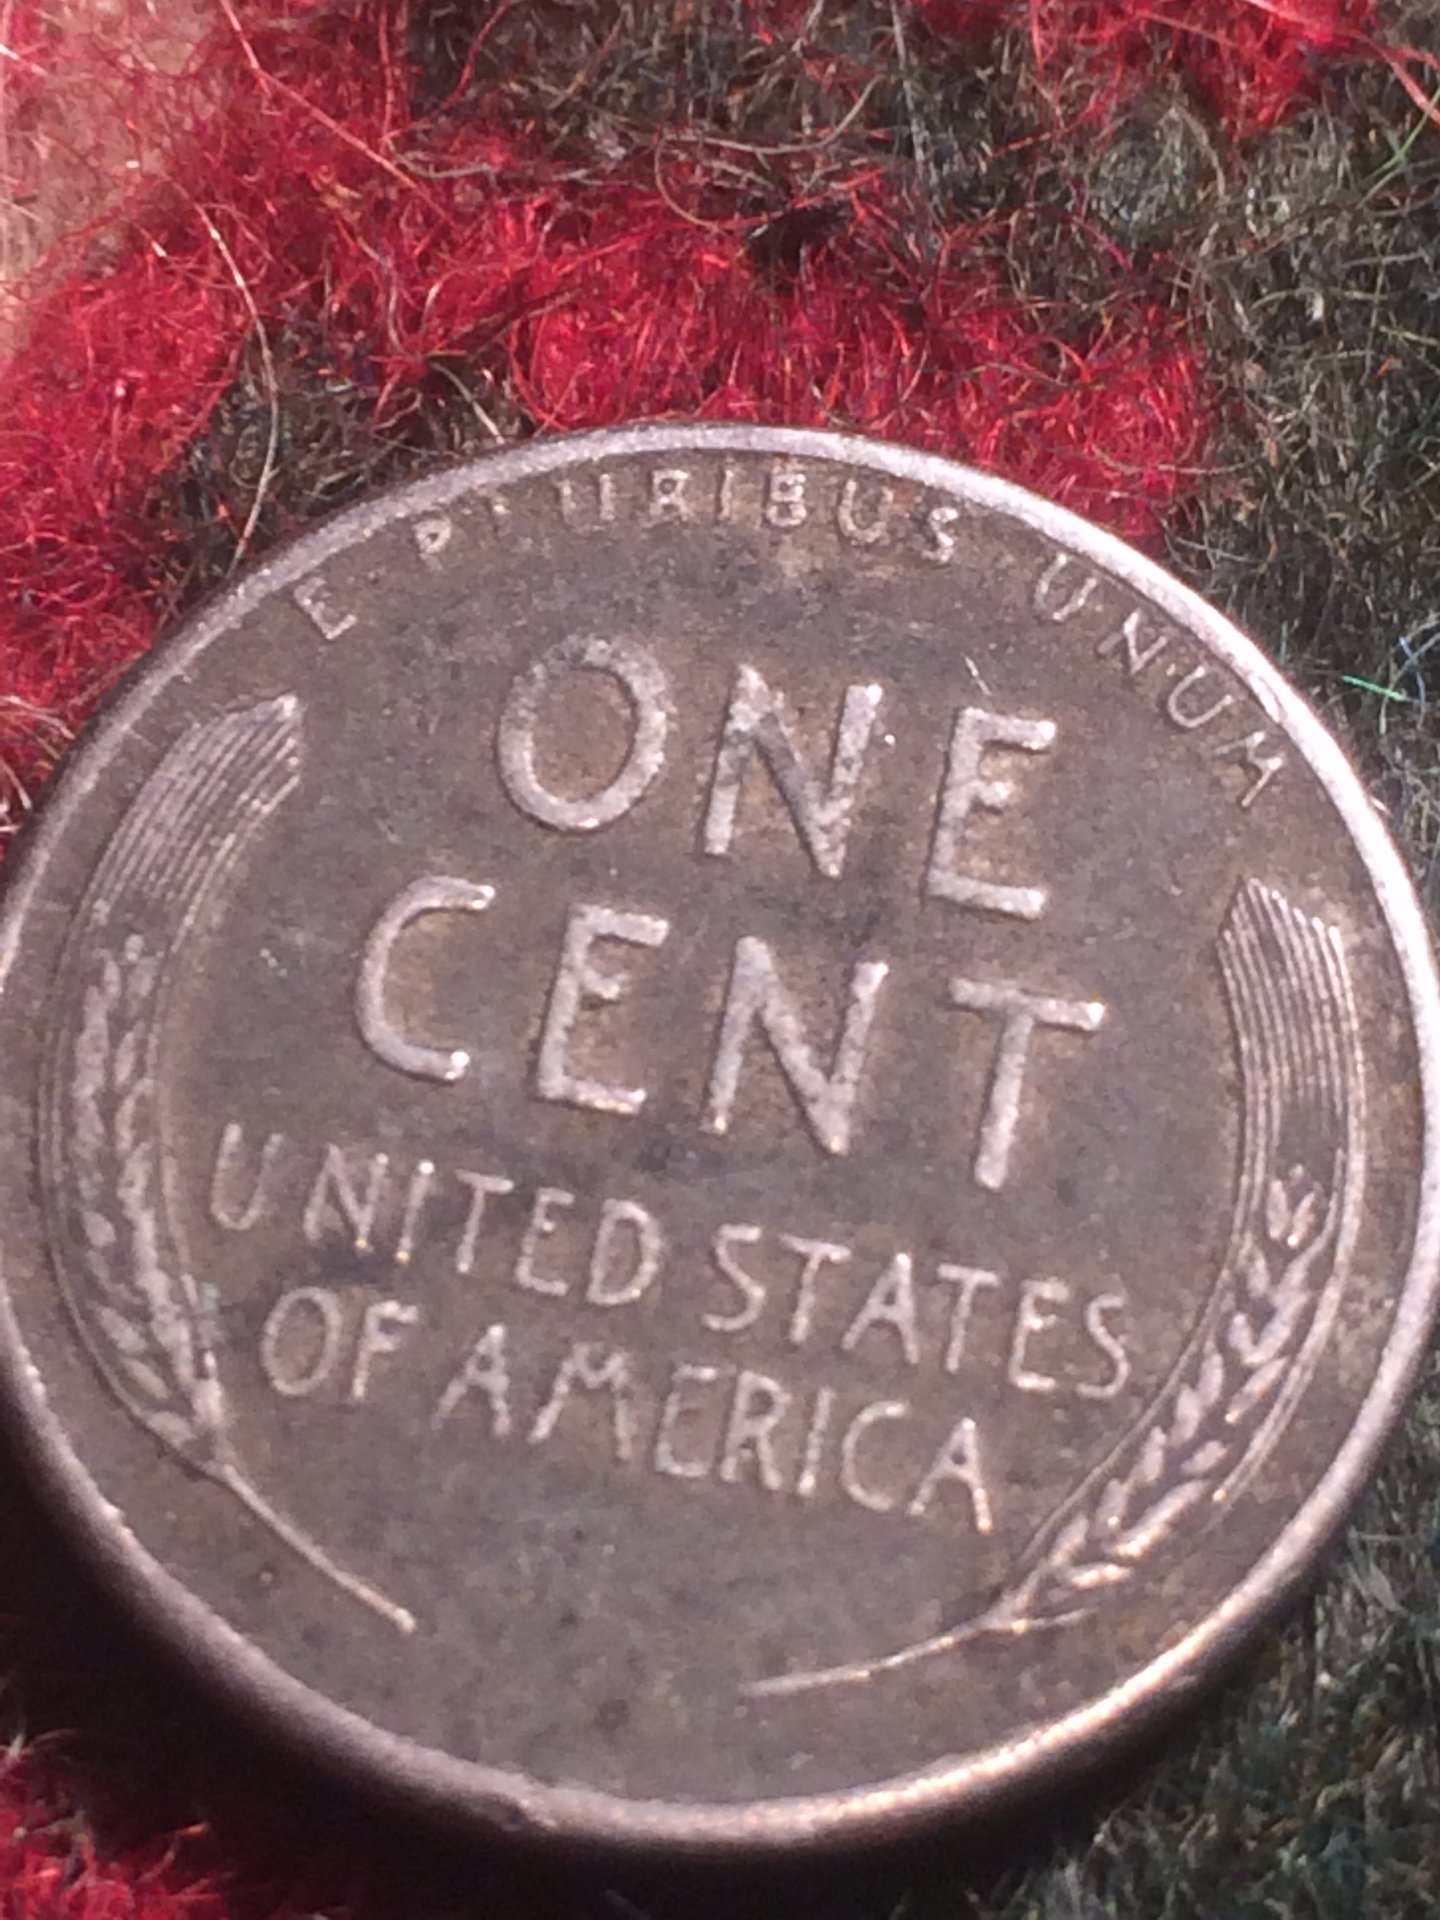 E PLURIBUS UNUM
ONE
CENT
UNITED STATES
OF AMERICA